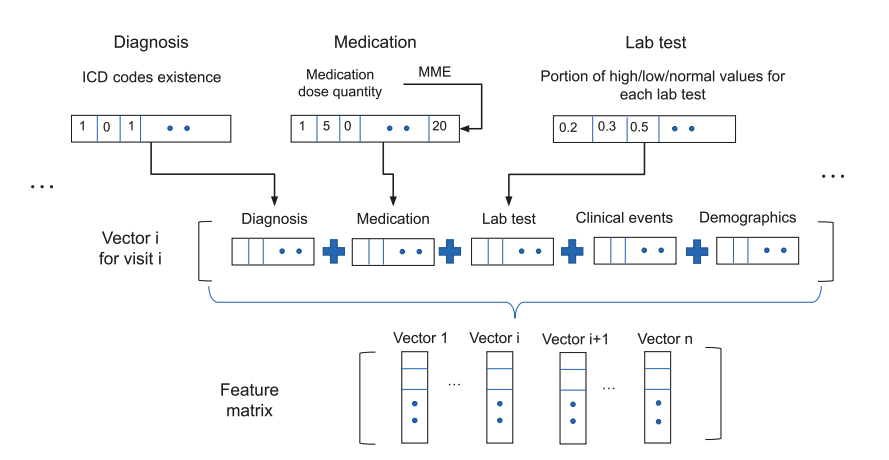 Diagnosis
Medication
Lab test
ICD codes existence
Medication
dose quantity
MME
Portion of high/low/normal values for
each lab test
1 0 1
1 5 0 20
0.2 0.3 0.5
...
...
Vector i
for visit i
Diagnosis
Medication
Lab test
Clinical events
Demographics
Vector 1
Vector i
Vector i+1
Vector n
...
...
Feature
matrix